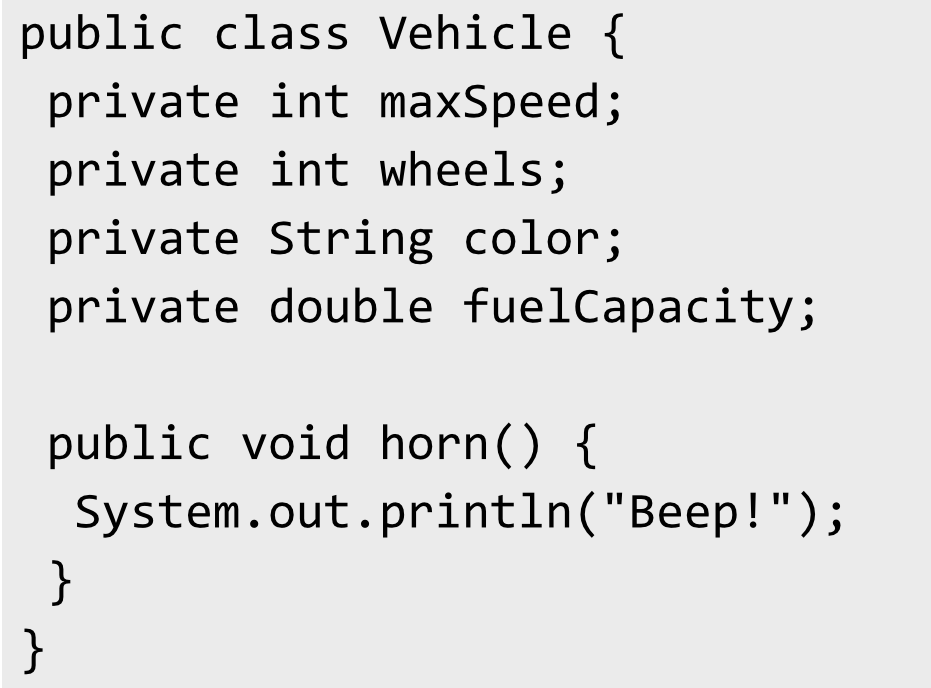 public class Vehicle {
 private int maxSpeed;
 private int wheels;
 private String color;
 private double fuelCapacity;

 public void horn() {
  System.out.println("Beep!");
 }
}